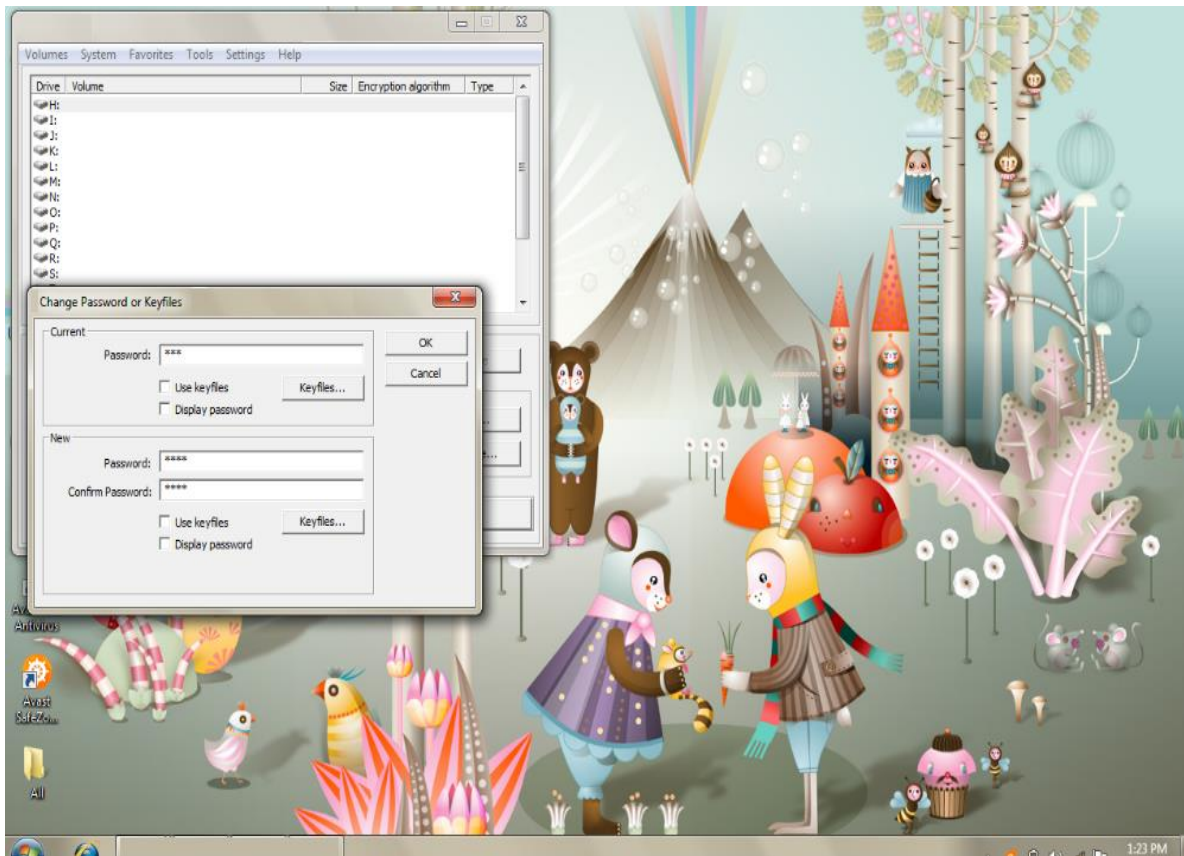 Volumes System Favorites Tools Settings Help
Drive Volume Size Encryption algorithm Type
H:
I:
J:
K:
L:
M:
N:
O:
P:
Q:
R:
S:
Change Password or Keyfiles
Current
OK
Password: ***
Cancel
Use keyfiles Keyfiles...
Display password
New
Password: ****
Confirm Password: ****
Use keyfiles Keyfiles...
Display password
Antivirus
Avast
SafeZo...
All
1:23 PM